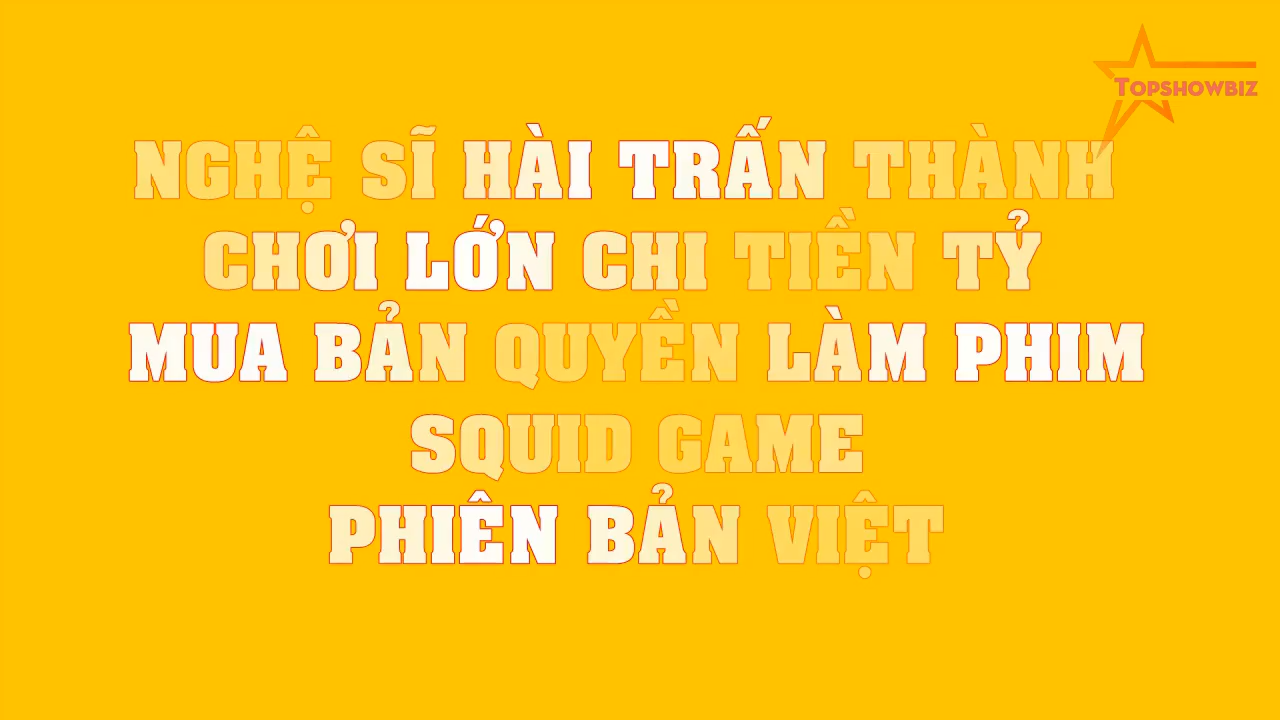 TOPSHOWBIZ
NGHỆ SĨ HÀI TRẤN THÀNH
CHƠI LỚN CHI TIỀN TỶ
MUA BẢN QUYỀN LÀM PHIM
SQUID GAME
PHIÊN BẢN VIỆT